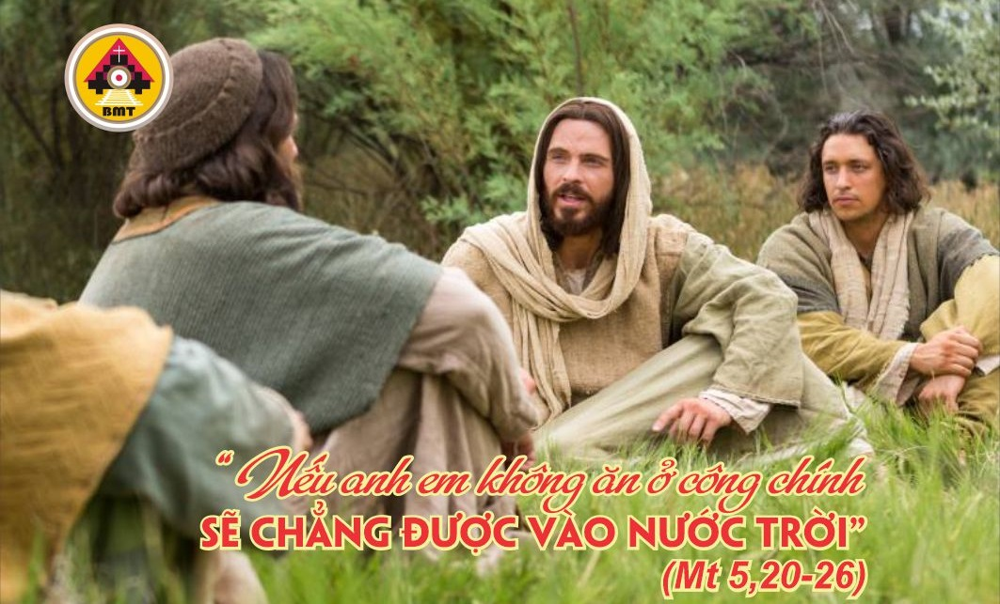 BMT
“Nếu anh em không ăn ở công chính
SẼ CHẲNG ĐƯỢC VÀO NƯỚC TRỜI”
(Mt 5,20-26)